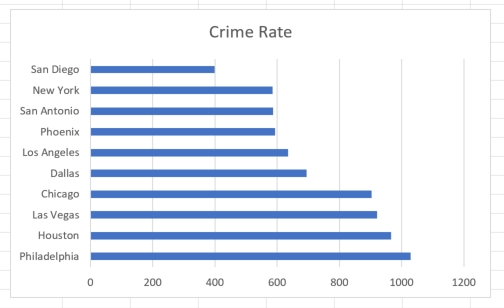 Crime Rate
San Diego
New York
San Antonio
Phoenix
Los Angeles
Dallas
Chicago
Las Vegas
Houston
Philadelphia
0 200 400 600 800 1000 1200